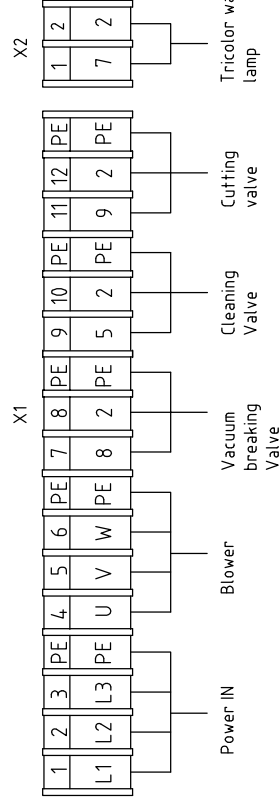 X1 X2
1 2 3 PE 4 5 6 PE 7 8 PE 9 10 PE 11 12 PE 1 2
L1 L2 L3 PE U V W PE 8 2 PE 5 2 PE 9 2 PE 7 2
Power IN
Blower
Vacuum
breaking
Valve
Cleaning
Valve
Cutting
valve
Tricolor wa
lamp